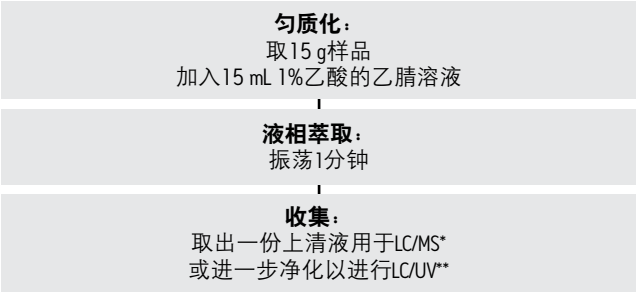 匀质化：
取15 g样品
加入15 mL 1%乙酸的乙腈溶液
液相萃取：
振荡1分钟
收集：
取出一份上清液用于LC/MS*
或进一步净化以进行LC/UV**